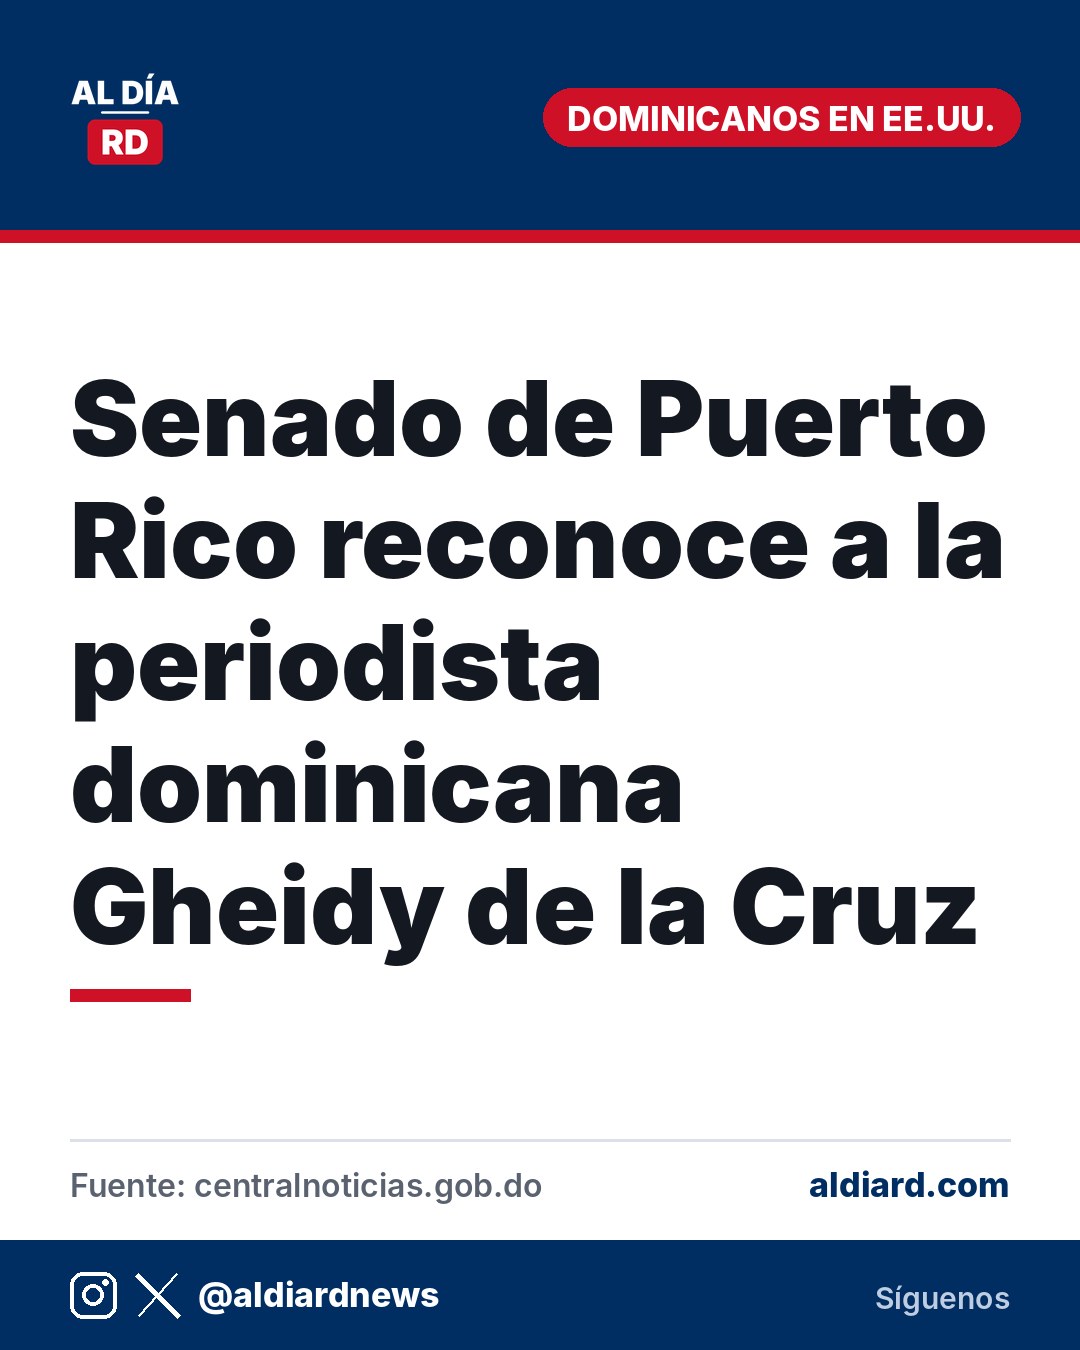 AL DÍA
RD
DOMINICANOS EN EE.UU.
Senado de Puerto
Rico reconoce a la
periodista
dominicana
Gheidy de la Cruz
Fuente: centralnoticias.gob.do
aldiard.com
@aldiardnews
Síguenos